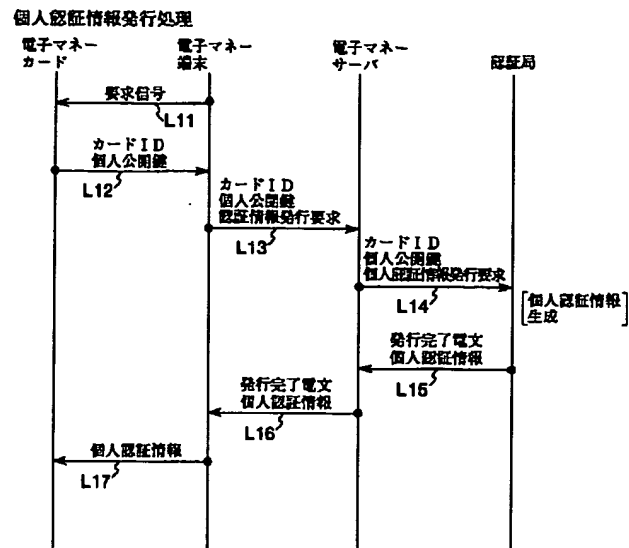 個人認証情報発行処理
電子マネー
カード
電子マネー
端末
電子マネー
サーバ
認証局
要求信号
L11
カードID
個人公開鍵
L12
カードID
個人公開鍵
認証情報発行要求
L13
カードID
個人公開鍵
個人認証情報発行要求
L14
個人認証情報
生成
発行完了電文
個人認証情報
L15
発行完了電文
個人認証情報
L16
個人認証情報
L17